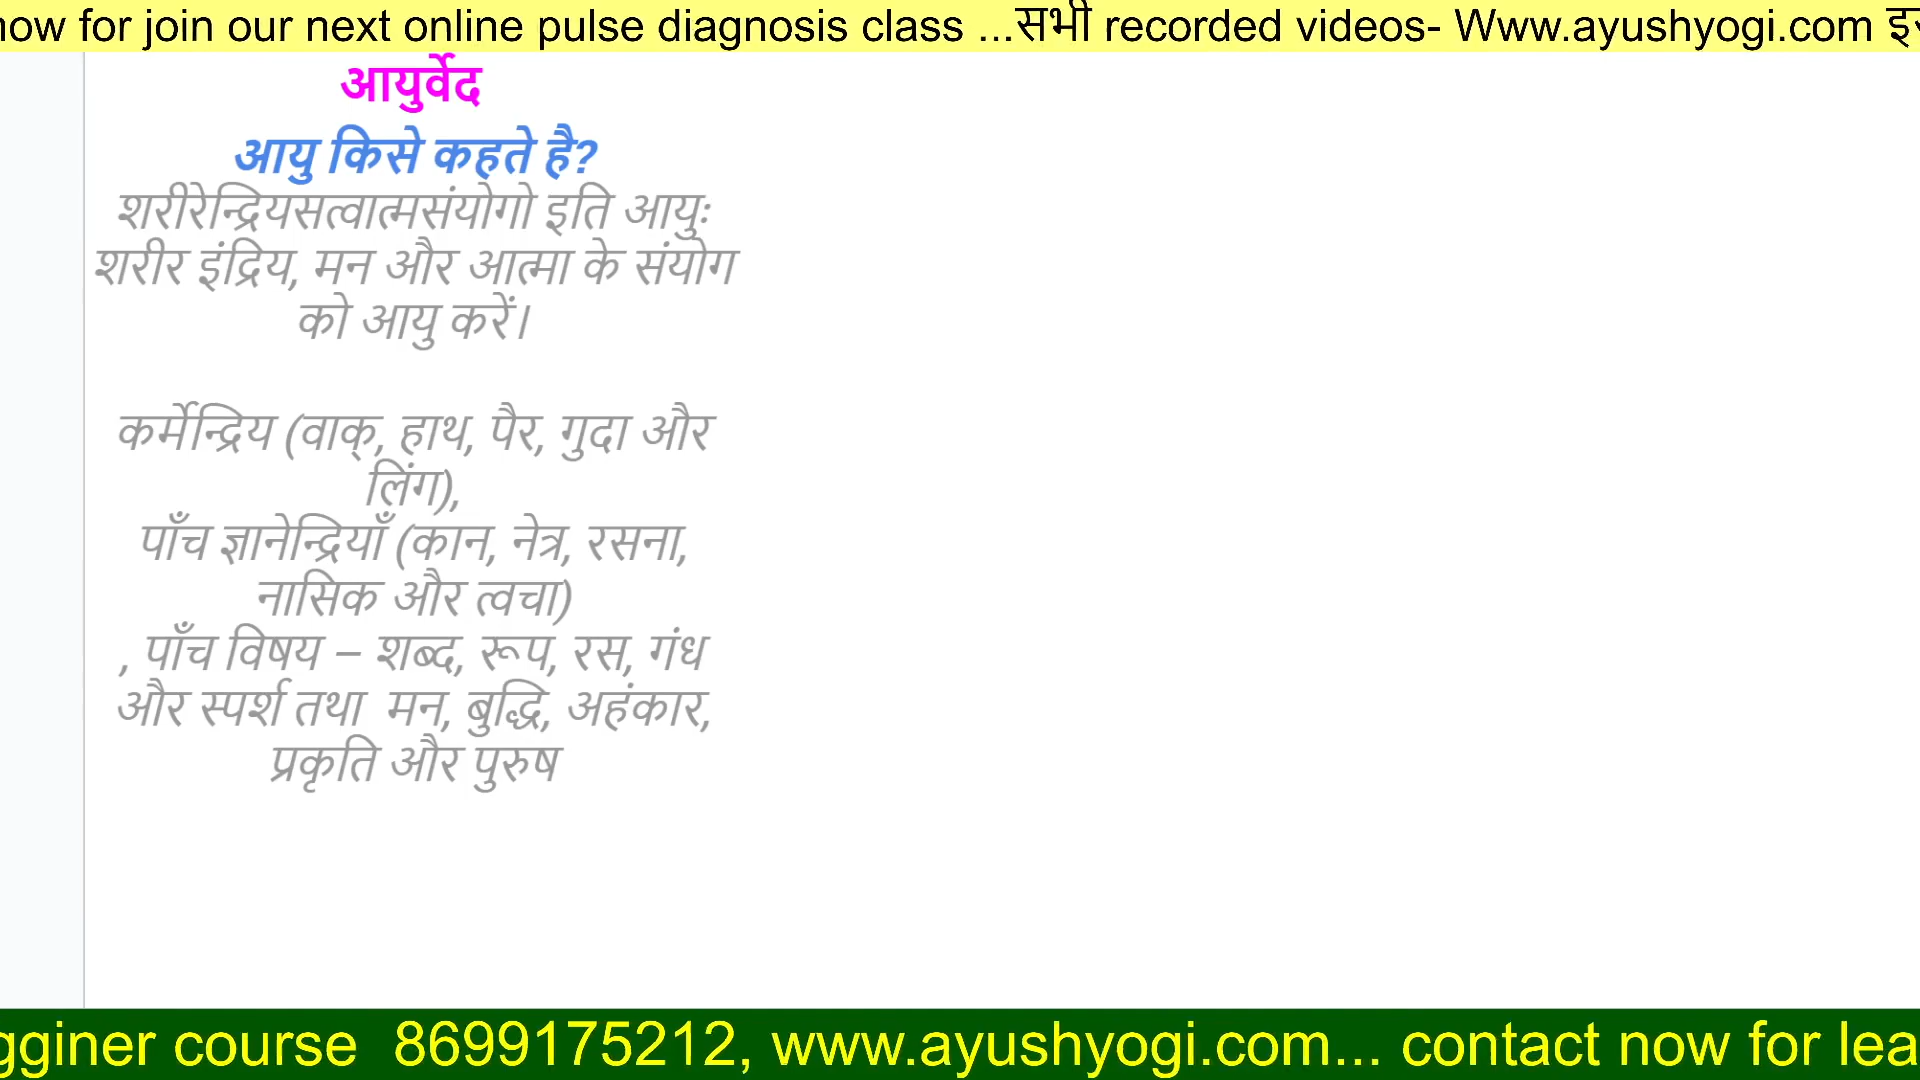 now for join our next online pulse diagnosis class ...सभी recorded videos- Www.ayushyogi.com
आयुर्वेद
आयु किसे कहते है?
शरीरेन्द्रियसत्वात्मसंयोगो इति आयुः
शरीर इंद्रिय, मन और आत्मा के संयोग
को आयु करें।
कर्मेन्द्रिय (वाक्, हाथ, पैर, गुदा और
लिंग),
पाँच ज्ञानेन्द्रियाँ (कान, नेत्र, रसना,
नासिक और त्वचा)
, पाँच विषय – शब्द, रूप, रस, गंध
और स्पर्श तथा  मन, बुद्धि, अहंकार,
प्रकृति और पुरुष
gginer course  8699175212, www.ayushyogi.com... contact now for lea